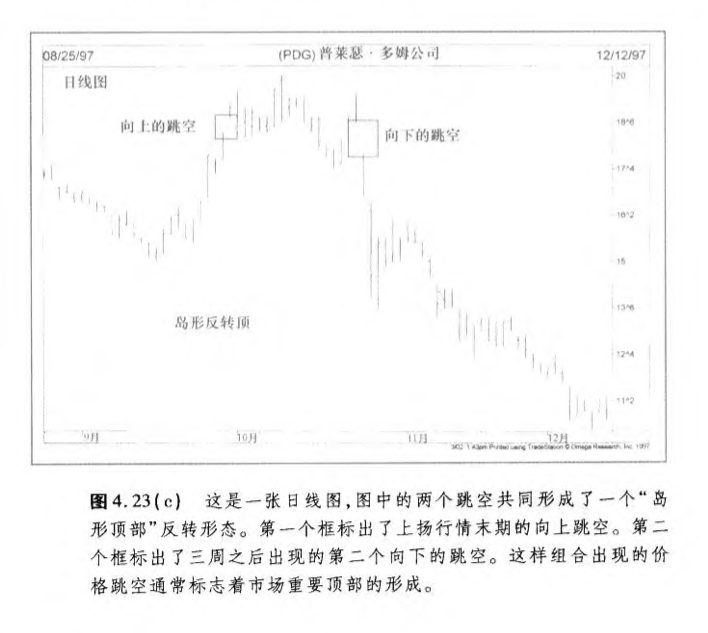 08/25/97 (PDG)普莱瑟·多姆公司 12/12/97
日线图
20
向上的跳空
18^6
向下的跳空
17^4
16^2
15
岛形反转顶
13^6
12^4
11^2
9月 10月 11月 12月
Printed using TradeStation © Omega Research, Inc. 1997
图4.23(c) 这是一张日线图,图中的两个跳空共同形成了一个“岛
形顶部”反转形态。第一个框标出了上扬行情末期的向上跳空。第二
个框标出了三周之后出现的第二个向下的跳空。这样组合出现的价
格跳空通常标志着市场重要顶部的形成。